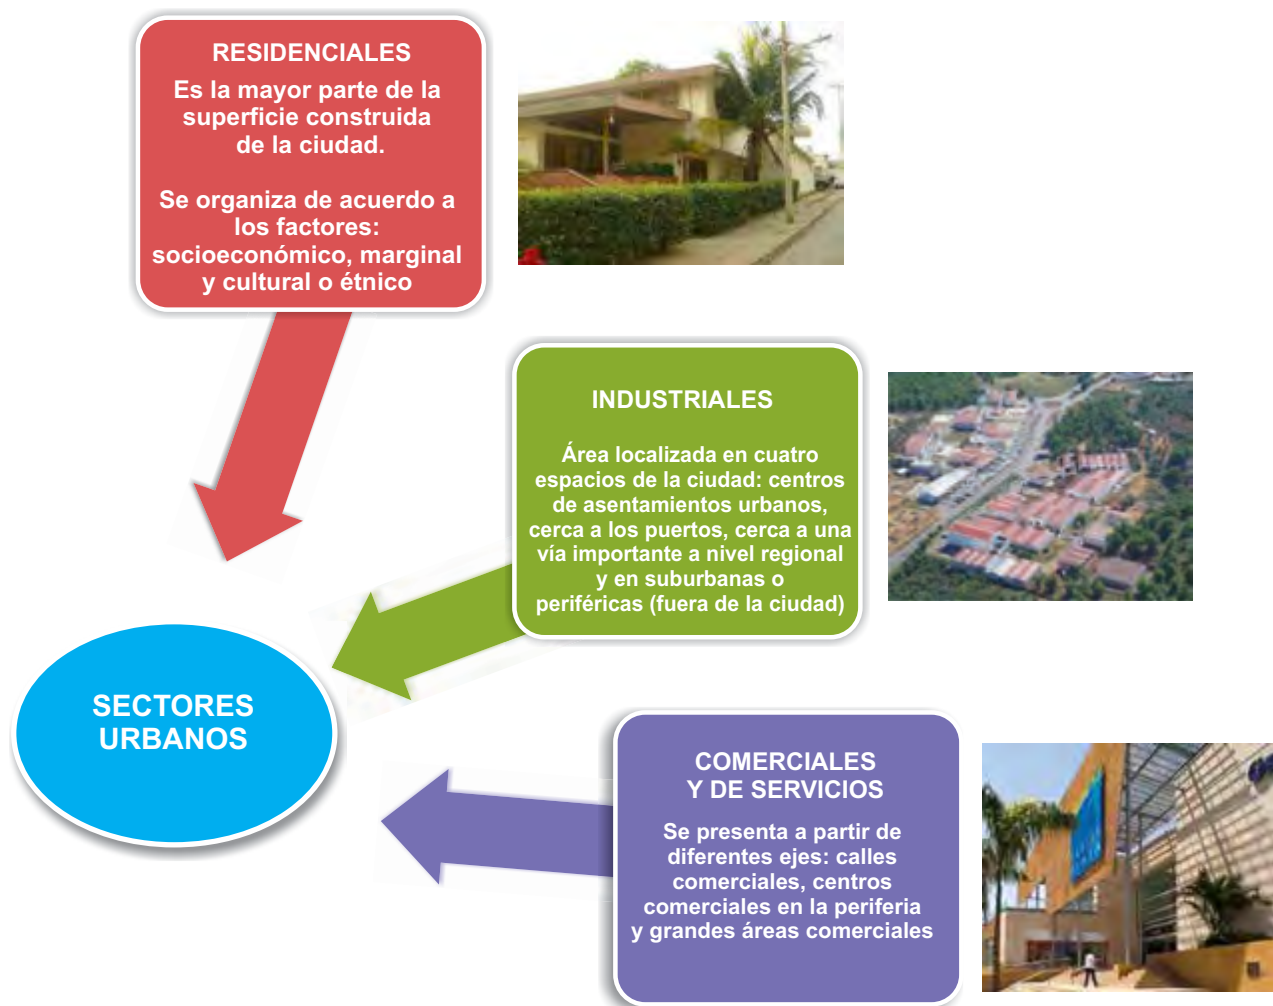 RESIDENCIALES
Es la mayor parte de la
superficie construida
de la ciudad.
Se organiza de acuerdo a
los factores:
socioeconómico, marginal
y cultural o étnico
INDUSTRIALES
Área localizada en cuatro
espacios de la ciudad: centros
de asentamientos urbanos,
cerca a los puertos, cerca a una
vía importante a nivel regional
y en suburbanas o
periféricas (fuera de la ciudad)
SECTORES
URBANOS
COMERCIALES
Y DE SERVICIOS
Se presenta a partir de
diferentes ejes: calles
comerciales, centros
comerciales en la periferia
y grandes áreas comerciales